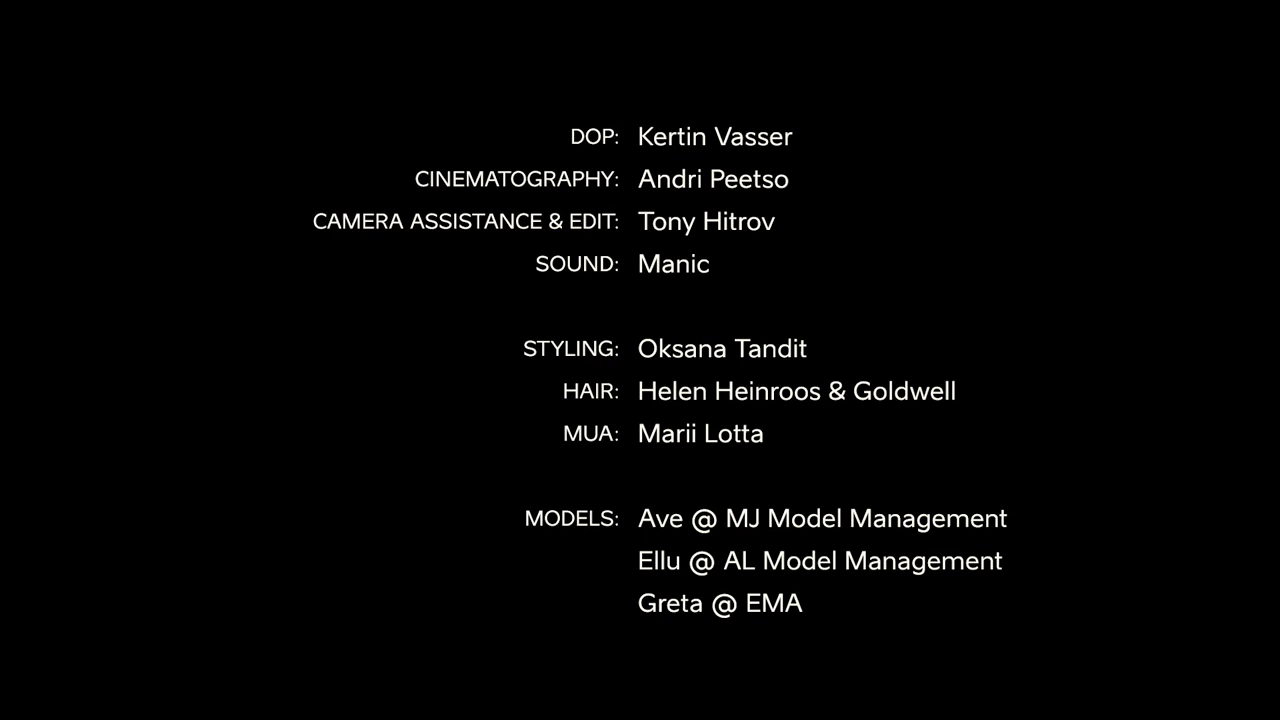 DOP: Kertin Vasser
CINEMATOGRAPHY: Andri Peetso
CAMERA ASSISTANCE & EDIT: Tony Hitrov
SOUND: Manic
STYLING: Oksana Tandit
HAIR: Helen Heinroos & Goldwell
MUA: Marii Lotta
MODELS: Ave @ MJ Model Management
Ellu @ AL Model Management
Greta @ EMA